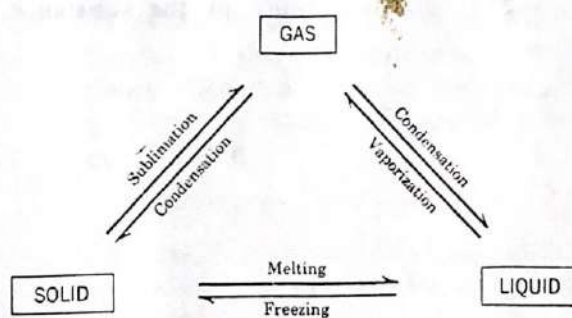 GAS
Sublimation
Condensation
Condensation
Vaporization
SOLID
Melting
Freezing
LIQUID